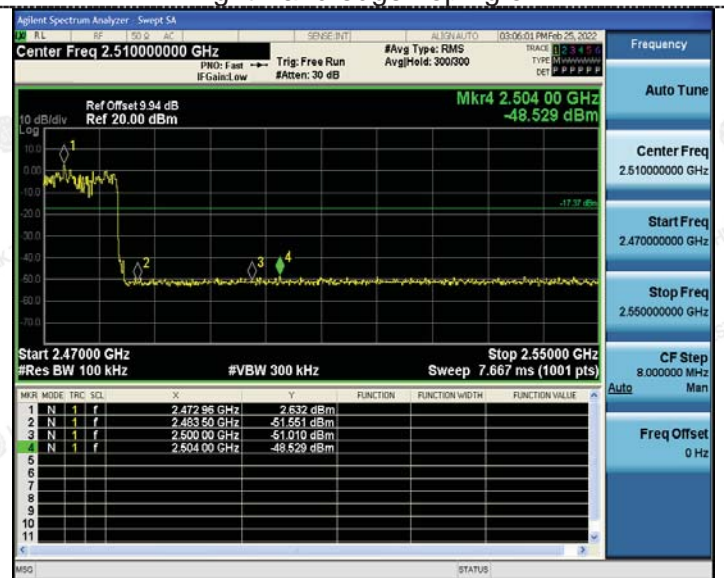 Agilent Spectrum Analyzer - Swept SA
RL RF 50 Ω AC SENSE:INT ALIGN AUTO 03:06:01 PM Feb 25, 2022
Center Freq 2.510000000 GHz #Avg Type: RMS TRACE 1 2 3 4 5 6
PNO: Fast Trig: Free Run Avg|Hold: 300/300 TYPE M
IFGain:Low #Atten: 30 dB DET P P P P P P
Ref Offset 9.94 dB Mkr4 2.504 00 GHz
10 dB/div Ref 20.00 dBm -48.529 dBm
Log
10.0
0.00
-10.0
-20.0
-30.0
-40.0
-50.0
-60.0
-70.0
1
2
3
4
-17.37 dBm
Start 2.47000 GHz Stop 2.55000 GHz
#Res BW 100 kHz #VBW 300 kHz Sweep 7.667 ms (1001 pts)
MKR MODE TRC SCL X Y FUNCTION FUNCTION WIDTH FUNCTION VALUE
1 N 1 f 2.472 96 GHz 2.632 dBm
2 N 1 f 2.483 50 GHz -51.551 dBm
3 N 1 f 2.500 00 GHz -51.010 dBm
4 N 1 f 2.504 00 GHz -48.529 dBm
5
6
7
8
9
10
11
MSG STATUS
Frequency
Auto Tune
Center Freq
2.510000000 GHz
Start Freq
2.470000000 GHz
Stop Freq
2.550000000 GHz
CF Step
8.000000 MHz
Auto Man
Freq Offset
0 Hz